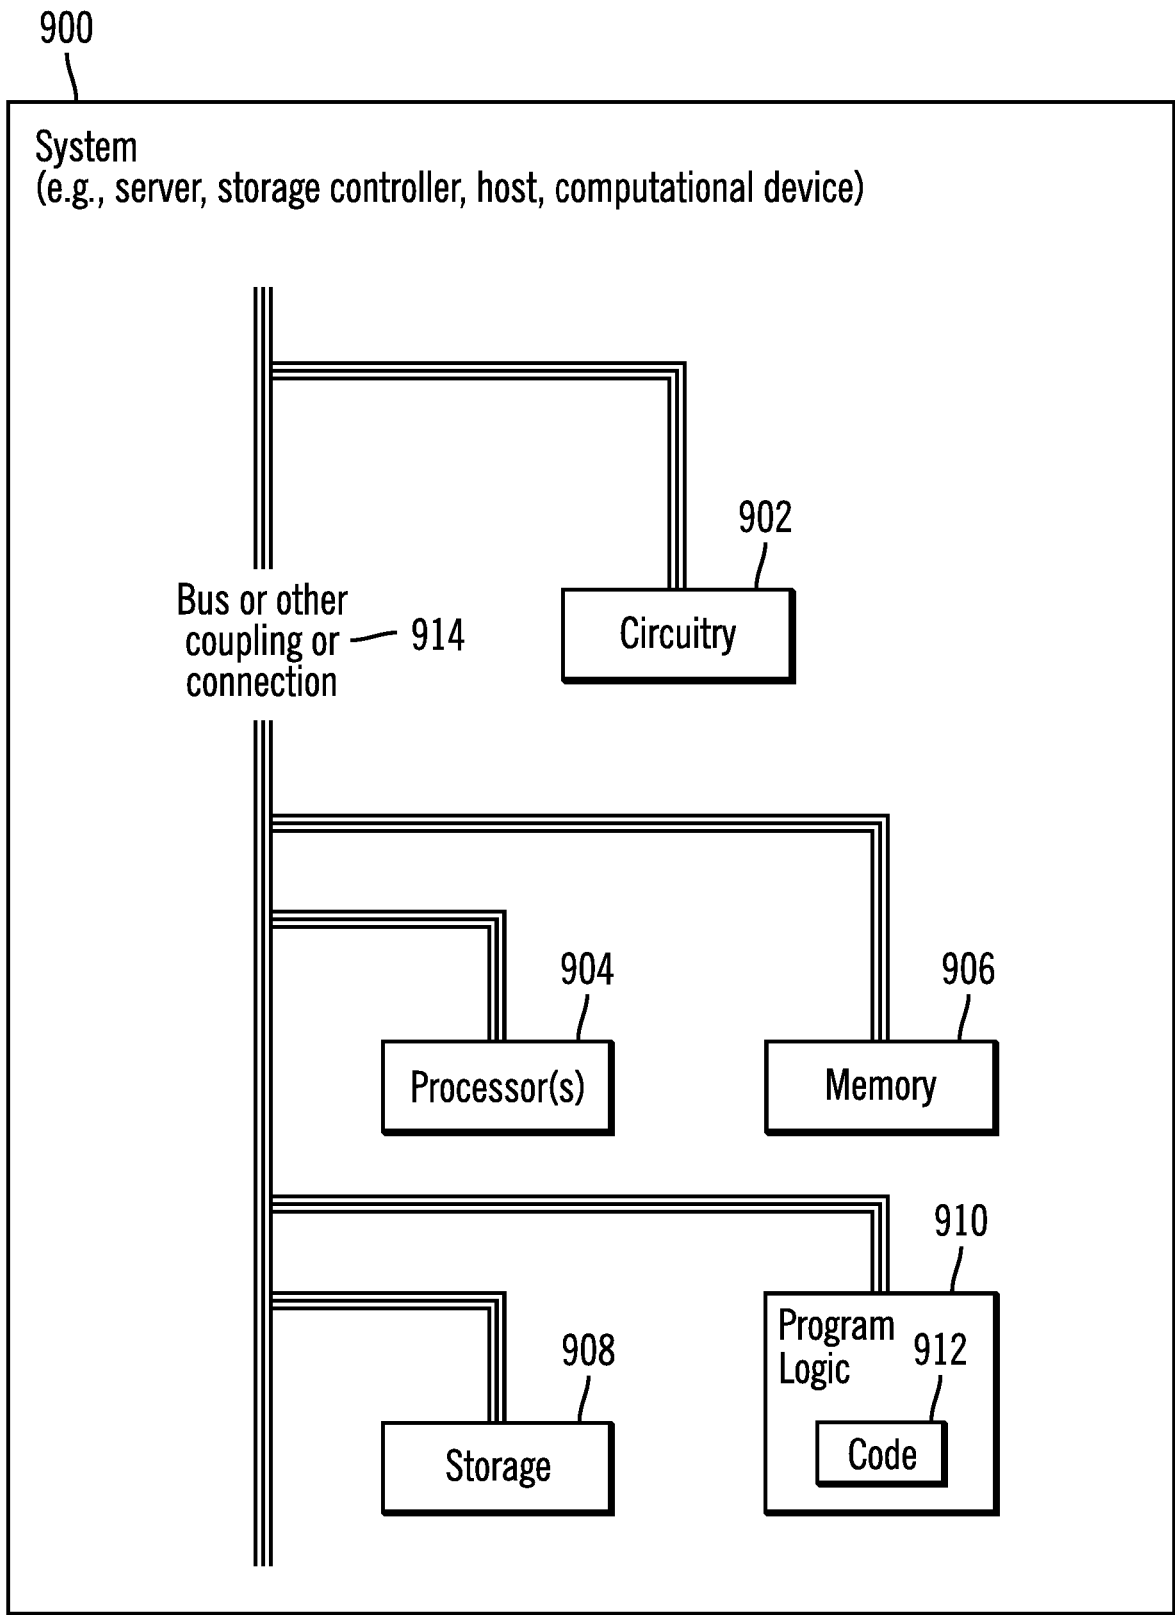 900
System
(e.g., server, storage controller, host, computational device)
902
Bus or other
coupling or
connection
914
Circuitry
904
906
Processor(s)
Memory
910
Program
Logic
912
Code
908
Storage